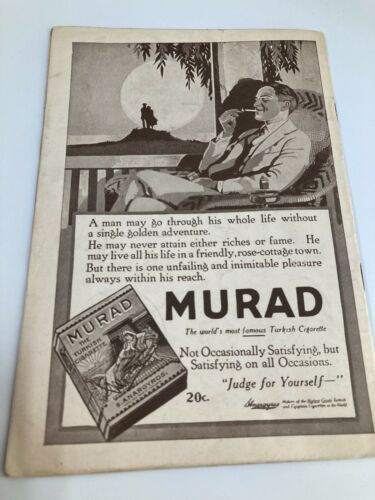 A man may go through his whole life without
a single golden adventure.
He may never attain either riches or fame. He
may live all his life in a friendly, rose-cottage town.
But there is one unfailing and inimitable pleasure
always within his reach.
MURAD
The world's most famous Turkish Cigarette
Not Occasionally Satisfying, but
Satisfying on all Occasions.
"Judge for Yourself—"
20c.
S. Anargyros
Makers of the Highest Grade Turkish
and Egyptian Cigarettes in the World
MURAD
THE
TURKISH
CIGARETTE
S. ANARGYROS.